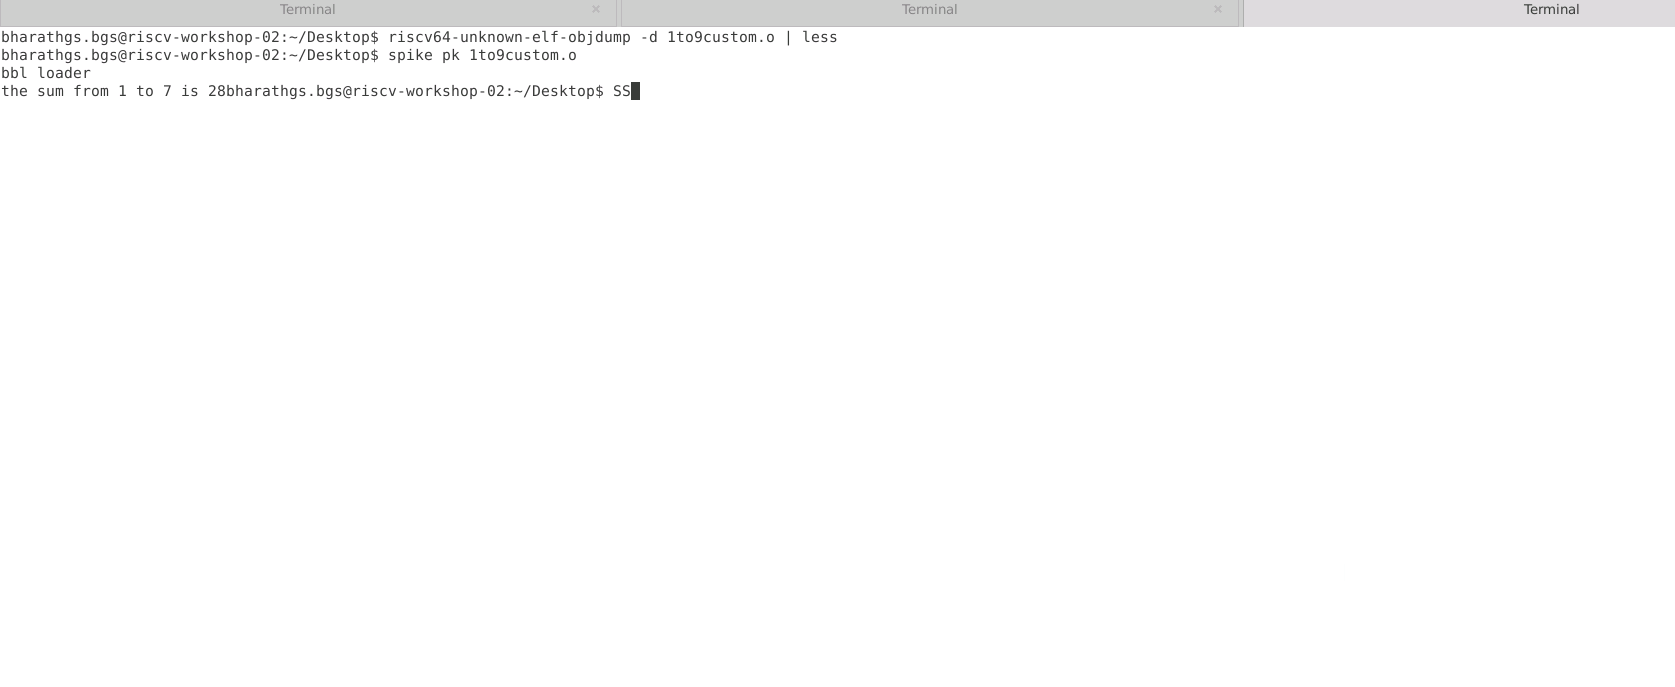 Terminal × Terminal × Terminal
bharathgs.bgs@riscv-workshop-02:~/Desktop$ riscv64-unknown-elf-objdump -d 1to9custom.o | less
bharathgs.bgs@riscv-workshop-02:~/Desktop$ spike pk 1to9custom.o
bbl loader
the sum from 1 to 7 is 28bharathgs.bgs@riscv-workshop-02:~/Desktop$ SS